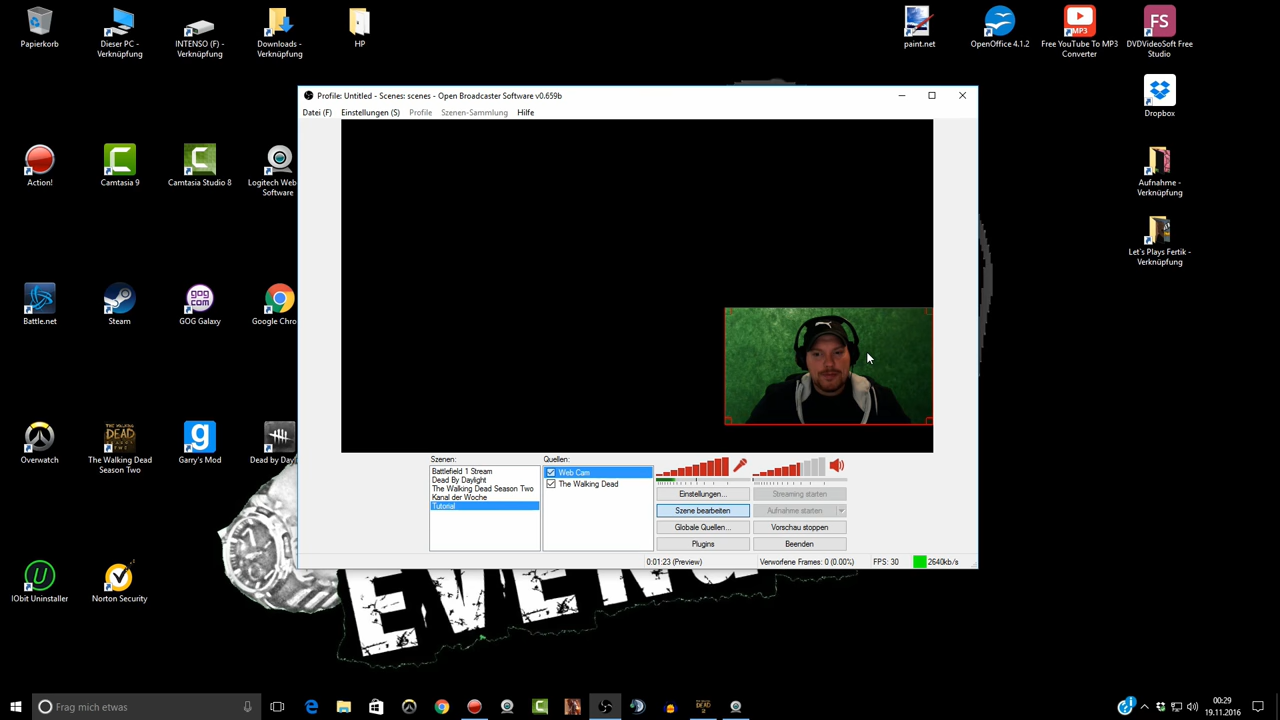 Papierkorb
Dieser PC -
Verknüpfung
INTENSO (F) -
Verknüpfung
Downloads -
Verknüpfung
HP
paint.net
OpenOffice 4.1.2
Free YouTube To MP3
Converter
FS
DVDVideoSoft Free
Studio
MP3
Dropbox
Profile: Untitled - Scenes: scenes - Open Broadcaster Software v0.659b
Datei (F)
Einstellungen (S)
Profile
Szenen-Sammlung
Hilfe
Action!
Camtasia 9
Camtasia Studio 8
Logitech Web
Software
Aufnahme -
Verknüpfung
Let`s Plays Fertik -
Verknüpfung
Battle.net
Steam
gog
com
GOG Galaxy
Google Chro
Overwatch
The Walking Dead
Season Two
Garry's Mod
Dead by Dayl
Szenen:
Battlefield 1 Stream
Dead By Daylight
The Walking Dead Season Two
Kanal der Woche
Tutorial
Quellen:
Web Cam
The Walking Dead
Einstellungen...
Streaming starten
Szene bearbeiten
Aufnahme starten
Globale Quellen...
Vorschau stoppen
Plugins
Beenden
0:01:23 (Preview)
Verworfene Frames: 0 (0.00%)
FPS: 30
2640kb/s
IObit Uninstaller
Norton Security
Frag mich etwas
00:29
19.11.2016